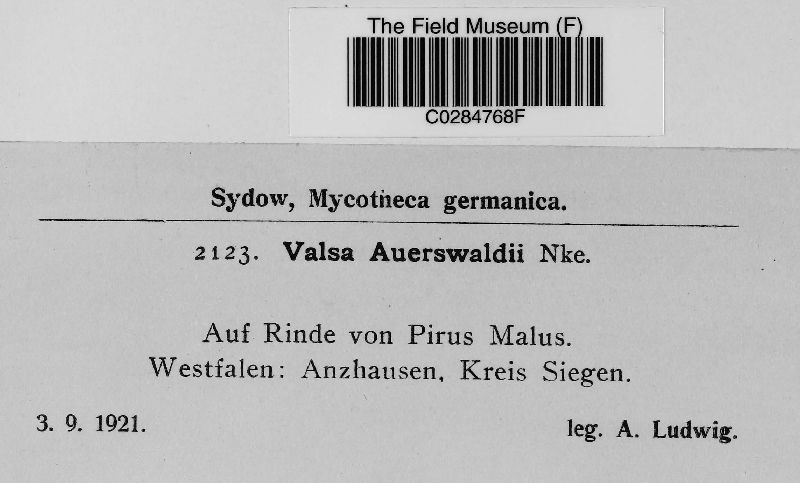 The Field Museum (F)
C0284768F
Sydow, Mycotheca germanica.
2123. Valsa Auerswaldii Nke.
Auf Rinde von Pirus Malus.
Westfalen: Anzhausen, Kreis Siegen.
3. 9. 1921. leg. A. Ludwig.